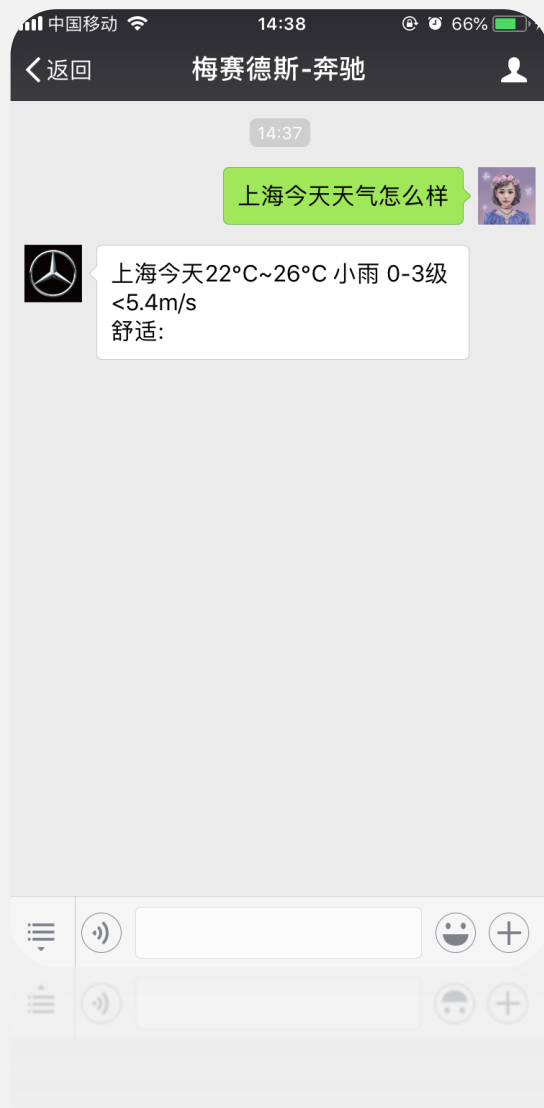 中国移动 14:38 66%
返回 梅赛德斯-奔驰
14:37
上海今天天气怎么样
上海今天22°C~26°C 小雨 0-3级
<5.4m/s
舒适: